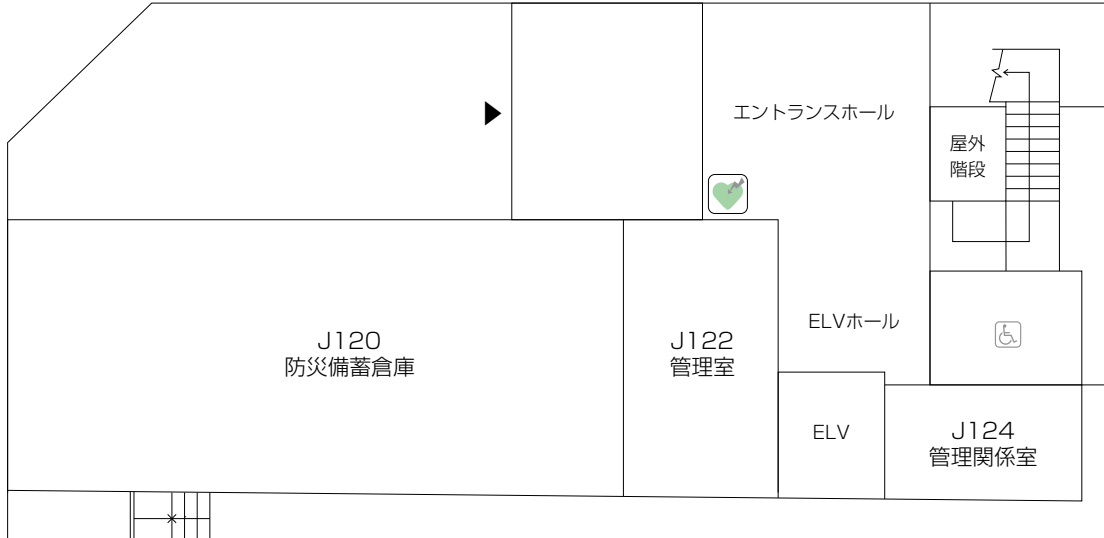 エントランスホール
屋外
階段
ELVホール
J120
防災備蓄倉庫
J122
管理室
ELV
J124
管理関係室